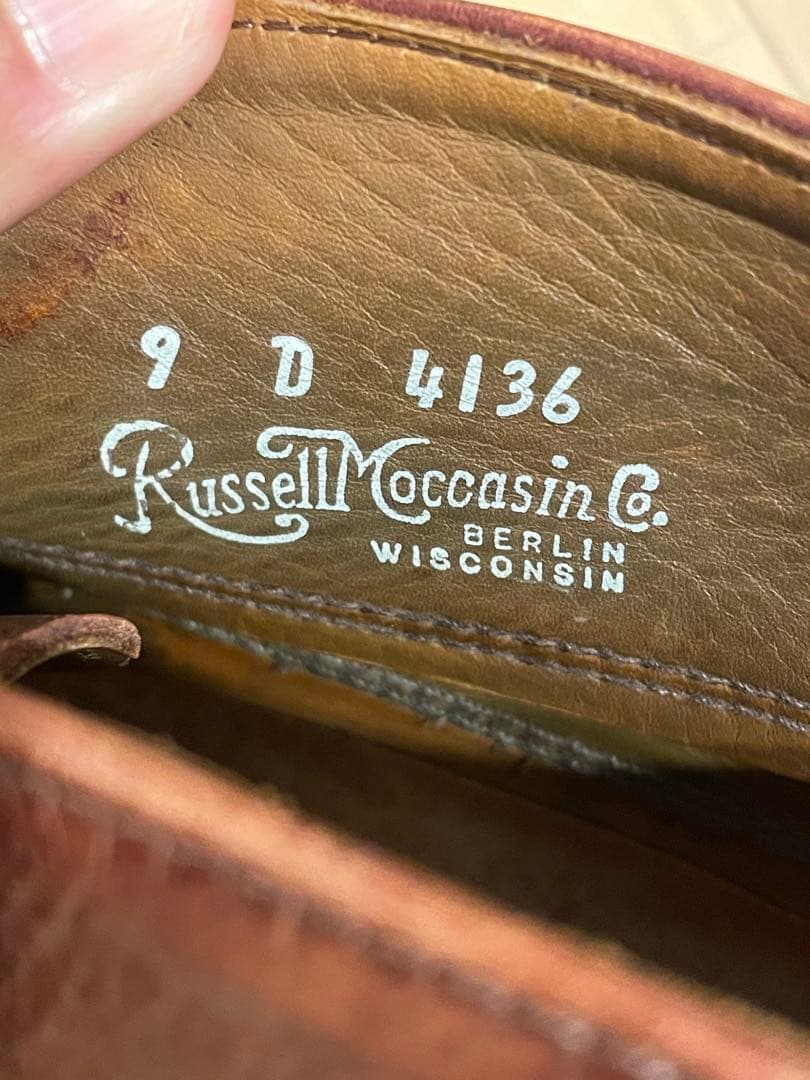 9 D 4136
Russell Moccasin Co.
BERLIN
WISCONSIN